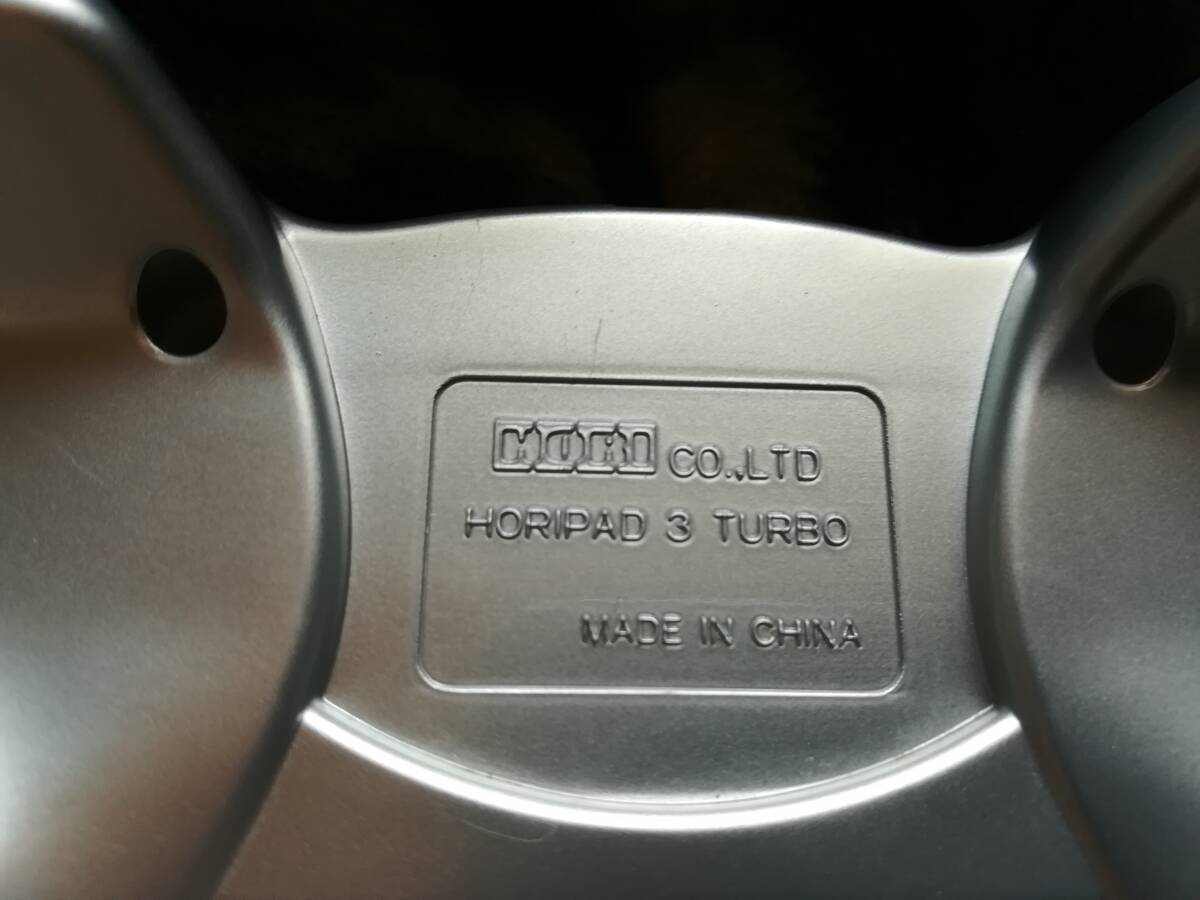 HORI CO.,LTD
HORIPAD 3 TURBO
MADE IN CHINA